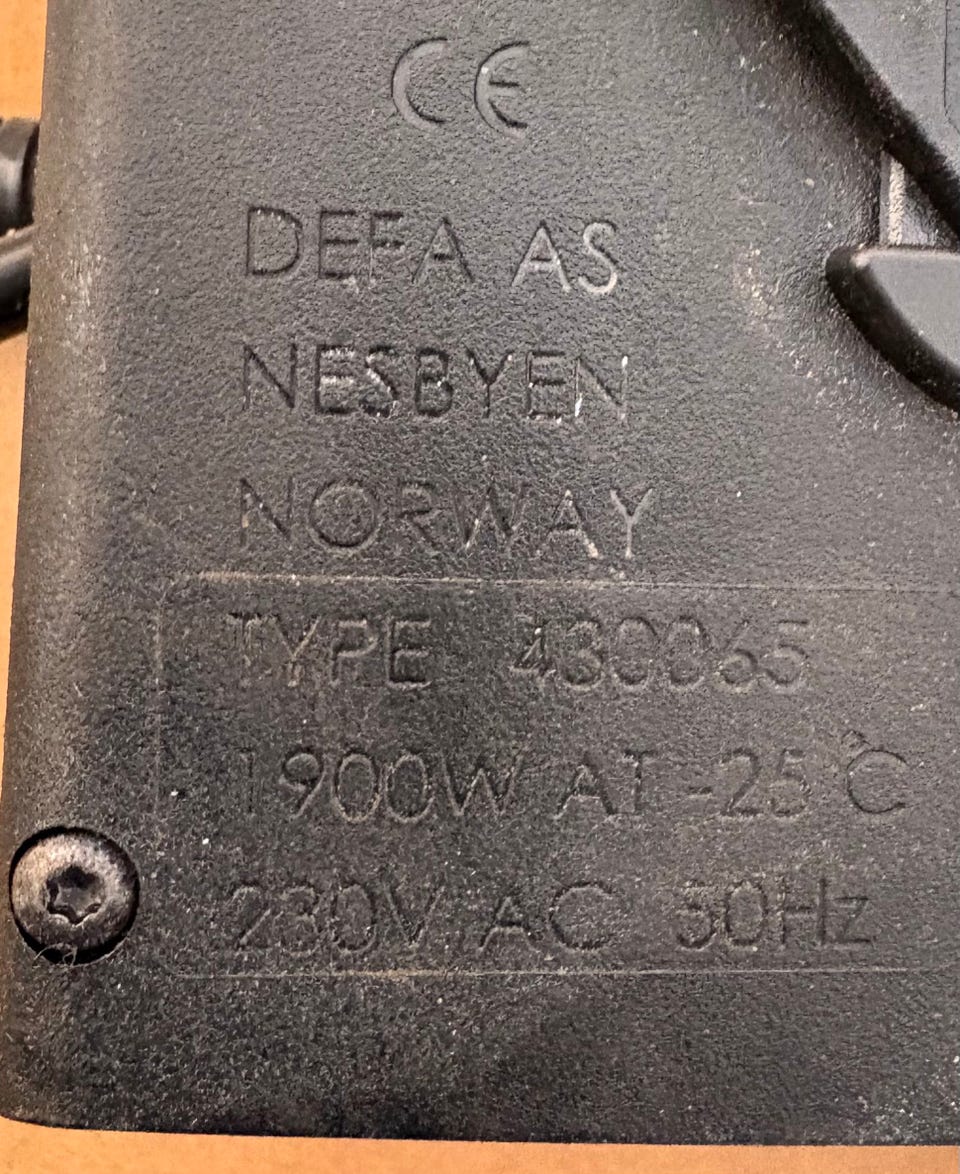 CE
DEFA AS
NESBYEN
NORWAY
TYPE 430065
1900W AT -25°C
230V AC 50Hz